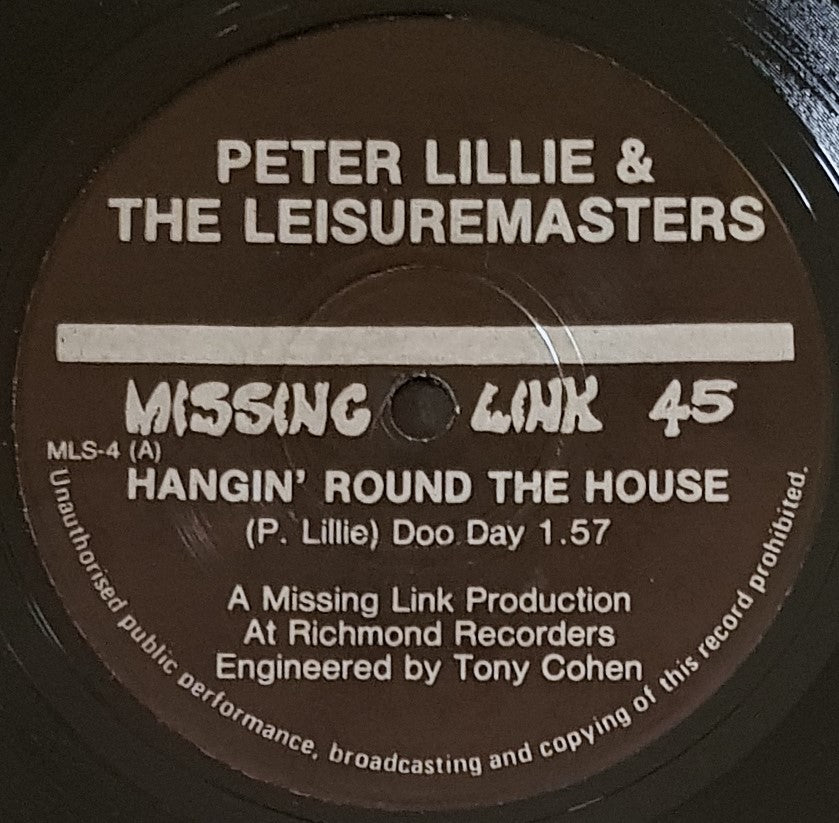 PETER LILLIE &
THE LEISUREMASTERS
MISSING LINK 45
MLS-4 (A)
HANGIN' ROUND THE HOUSE
(P. Lillie) Doo Day 1.57
A Missing Link Production
At Richmond Recorders
Engineered by Tony Cohen
Unauthorised public performance, broadcasting and copying of this record prohibited.